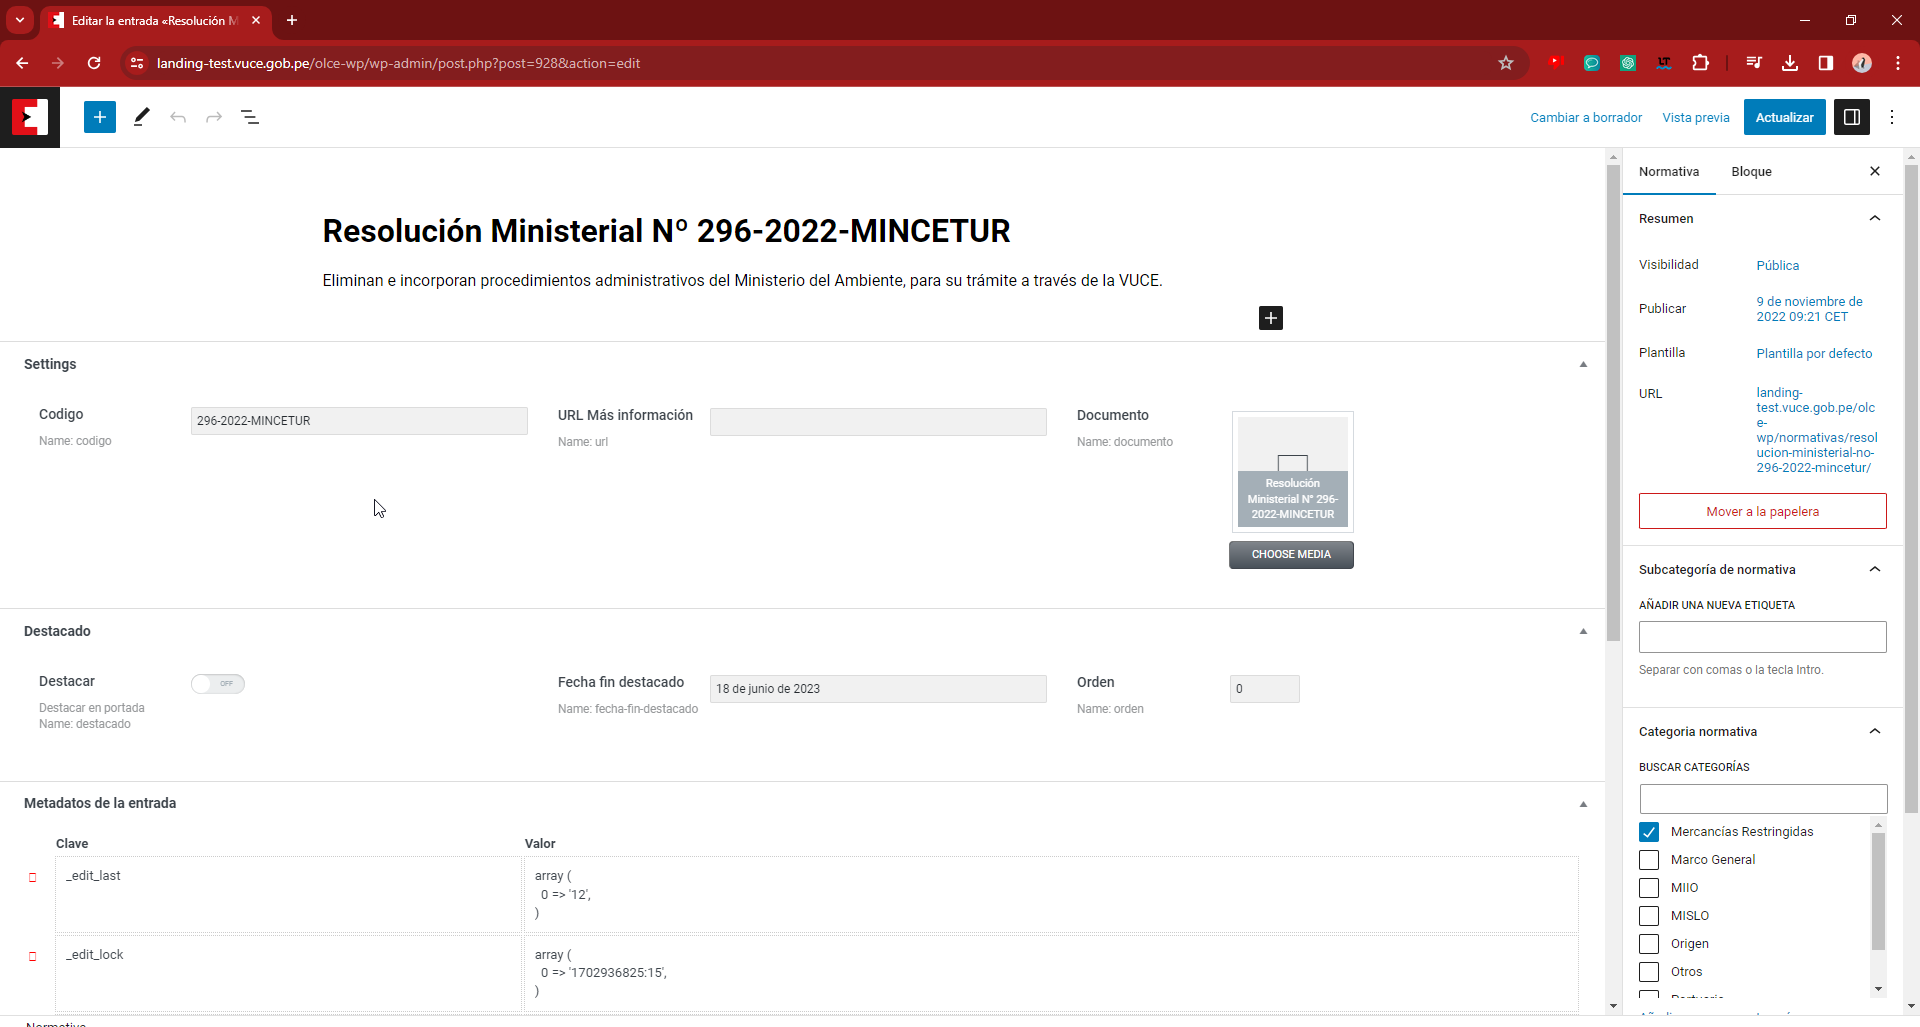 Editar la entrada «Resolución M
landing-test.vuce.gob.pe/olce-wp/wp-admin/post.php?post=928&action=edit
Cambiar a borrador
Vista previa
Actualizar
Resolución Ministerial Nº 296-2022-MINCETUR
Eliminan e incorporan procedimientos administrativos del Ministerio del Ambiente, para su trámite a través de la VUCE.
Settings
Codigo
Name: codigo
296-2022-MINCETUR
URL Más información
Name: url
Documento
Name: documento
Resolución
Ministerial N° 296-
2022-MINCETUR
CHOOSE MEDIA
Destacado
Destacar
Destacar en portada
Name: destacado
OFF
Fecha fin destacado
Name: fecha-fin-destacado
18 de junio de 2023
Orden
Name: orden
0
Metadatos de la entrada
Clave
Valor
_edit_last
array (
0 => '12',
)
_edit_lock
array (
0 => '1702936825:15',
)
Normativa
Bloque
Resumen
Visibilidad
Pública
Publicar
9 de noviembre de
2022 09:21 CET
Plantilla
Plantilla por defecto
URL
landing-
test.vuce.gob.pe/olc
e-
wp/normativas/resol
ucion-ministerial-no-
296-2022-mincetur/
Mover a la papelera
Subcategoría de normativa
AÑADIR UNA NUEVA ETIQUETA
Separar con comas o la tecla Intro.
Categoria normativa
BUSCAR CATEGORÍAS
Mercancías Restringidas
Marco General
MIIO
MISLO
Origen
Otros